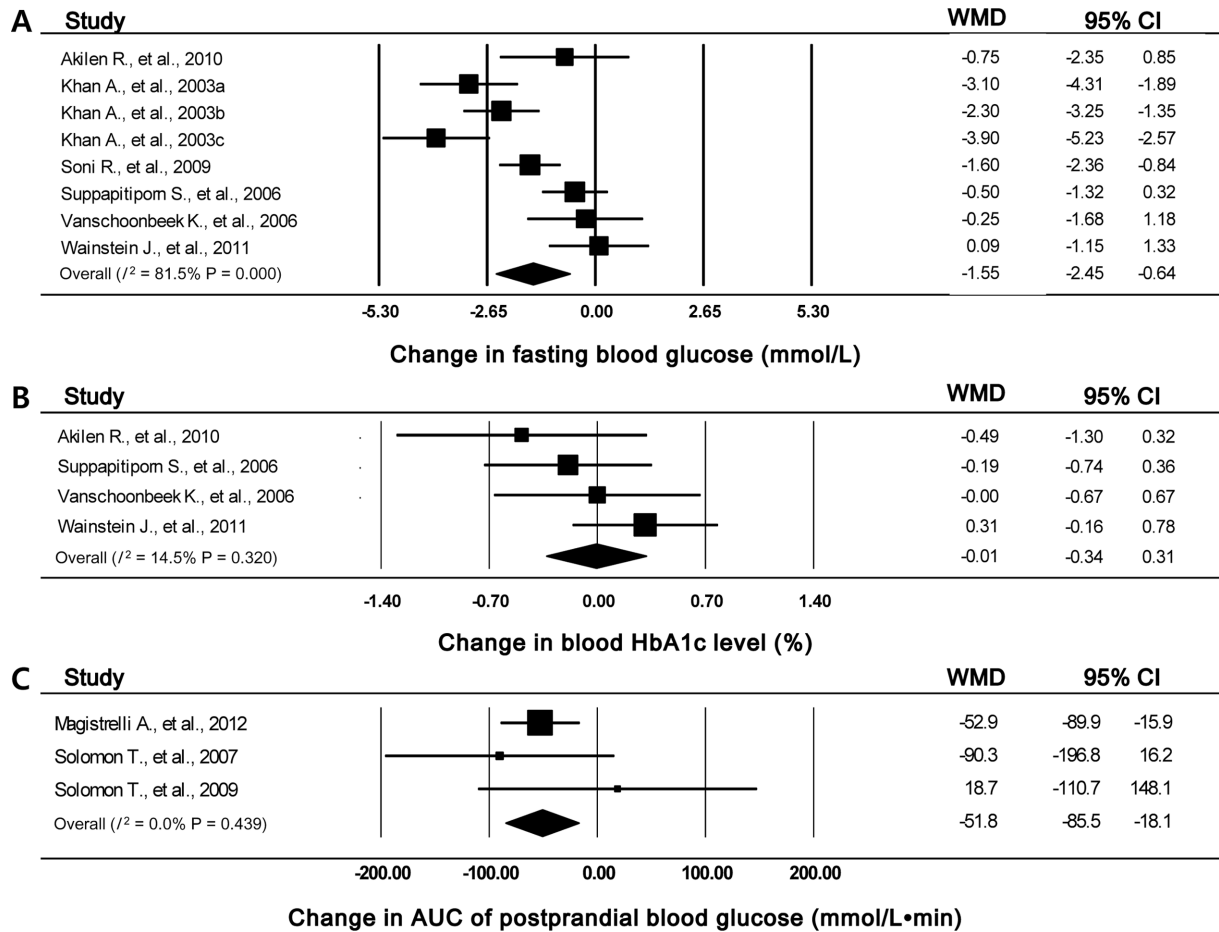 A Study WMD 95% CI
Akilen R., et al., 2010 -0.75 -2.35 0.85
Khan A., et al., 2003a -3.10 -4.31 -1.89
Khan A., et al., 2003b -2.30 -3.25 -1.35
Khan A., et al., 2003c -3.90 -5.23 -2.57
Soni R., et al., 2009 -1.60 -2.36 -0.84
Suppapitiporn S., et al., 2006 -0.50 -1.32 0.32
Vanschoonbeek K., et al., 2006 -0.25 -1.68 1.18
Wainstein J., et al., 2011 0.09 -1.15 1.33
Overall (I² = 81.5% P = 0.000) -1.55 -2.45 -0.64
-5.30 -2.65 0.00 2.65 5.30
Change in fasting blood glucose (mmol/L)
B Study WMD 95% CI
Akilen R., et al., 2010 -0.49 -1.30 0.32
Suppapitiporn S., et al., 2006 -0.19 -0.74 0.36
Vanschoonbeek K., et al., 2006 -0.00 -0.67 0.67
Wainstein J., et al., 2011 0.31 -0.16 0.78
Overall (I² = 14.5% P = 0.320) -0.01 -0.34 0.31
-1.40 -0.70 0.00 0.70 1.40
Change in blood HbA1c level (%)
C Study WMD 95% CI
Magistrelli A., et al., 2012 -52.9 -89.9 -15.9
Solomon T., et al., 2007 -90.3 -196.8 16.2
Solomon T., et al., 2009 18.7 -110.7 148.1
Overall (I² = 0.0% P = 0.439) -51.8 -85.5 -18.1
-200.00 -100.00 0.00 100.00 200.00
Change in AUC of postprandial blood glucose (mmol/L•min)